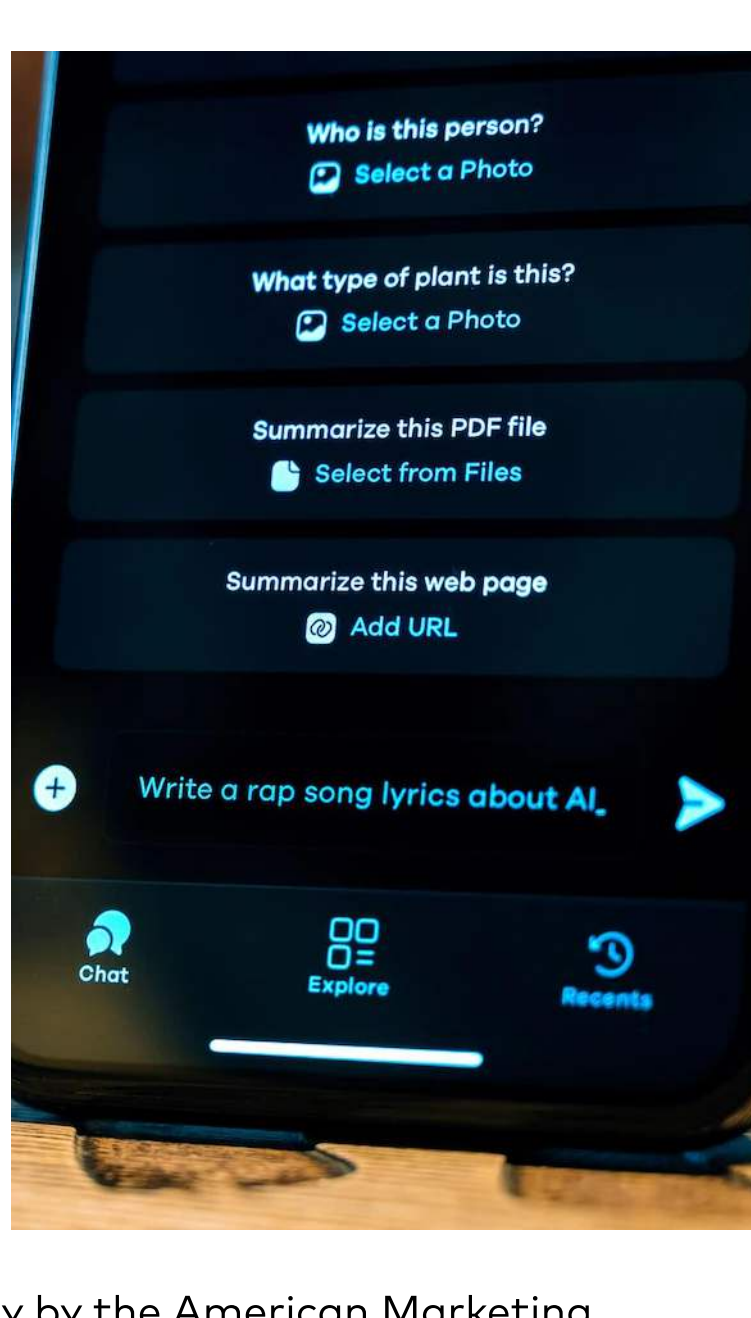 Who is this person?
Select a Photo
What type of plant is this?
Select a Photo
Summarize this PDF file
Select from Files
Summarize this web page
Add URL
Write a rap song lyrics about AI_
Chat
Explore
Recents
y by the American Marketing